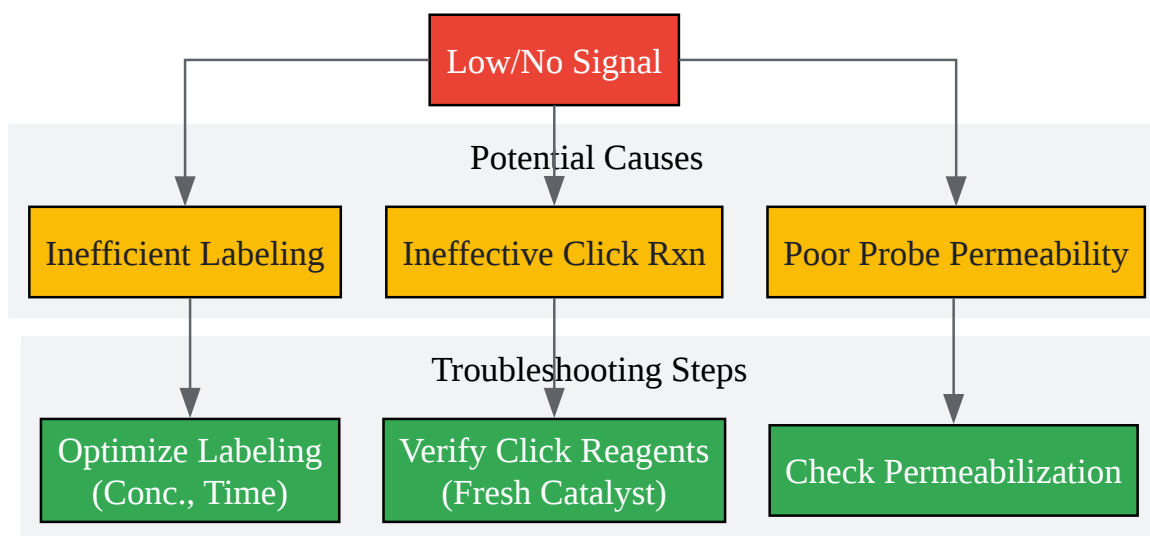 Low/No Signal
Potential Causes
Inefficient Labeling
Ineffective Click Rxn
Poor Probe Permeability
Troubleshooting Steps
Optimize Labeling
(Conc., Time)
Verify Click Reagents
(Fresh Catalyst)
Check Permeabilization